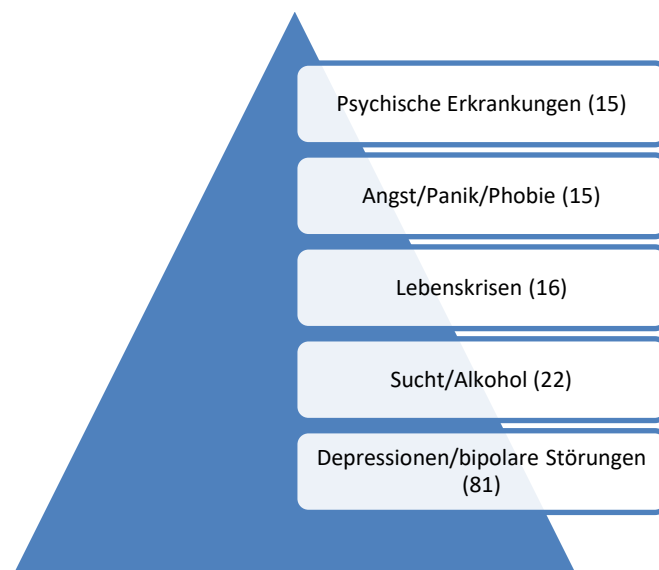 Psychische Erkrankungen (15)
Angst/Panik/Phobie (15)
Lebenskrisen (16)
Sucht/Alkohol (22)
Depressionen/bipolare Störungen
(81)